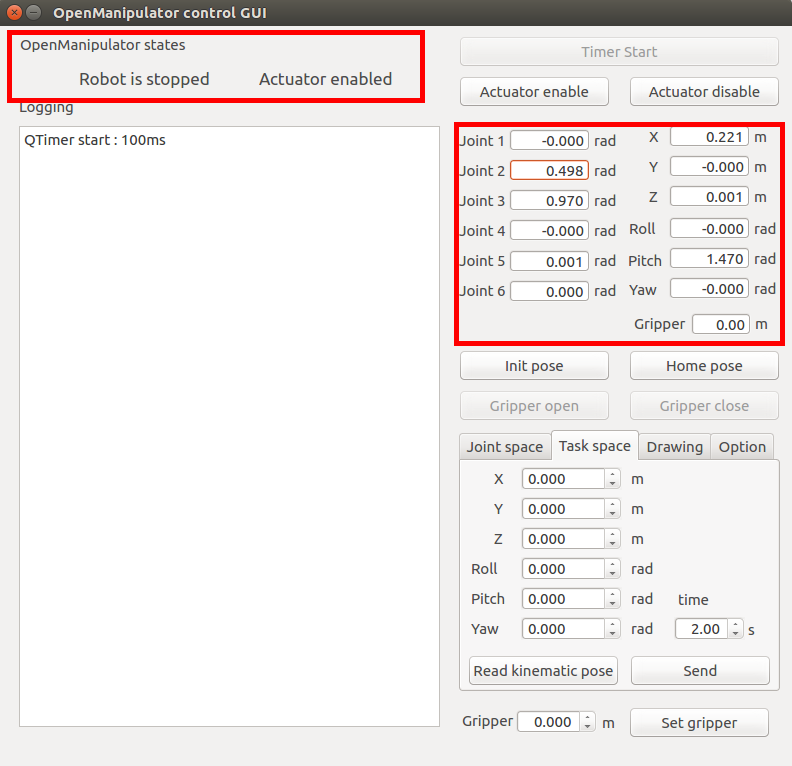 OpenManipulator control GUI
OpenManipulator states
Robot is stopped Actuator enabled
Logging
QTimer start : 100ms
Timer Start
Actuator enable Actuator disable
Joint 1 -0.000 rad X 0.221 m
Joint 2 0.498 rad Y -0.000 m
Joint 3 0.970 rad Z 0.001 m
Joint 4 -0.000 rad Roll -0.000 rad
Joint 5 0.001 rad Pitch 1.470 rad
Joint 6 0.000 rad Yaw -0.000 rad
Gripper 0.00 m
Init pose Home pose
Gripper open Gripper close
Joint space Task space Drawing Option
X 0.000 m
Y 0.000 m
Z 0.000 m
Roll 0.000 rad
Pitch 0.000 rad time
Yaw 0.000 rad 2.00 s
Read kinematic pose Send
Gripper 0.000 m Set gripper